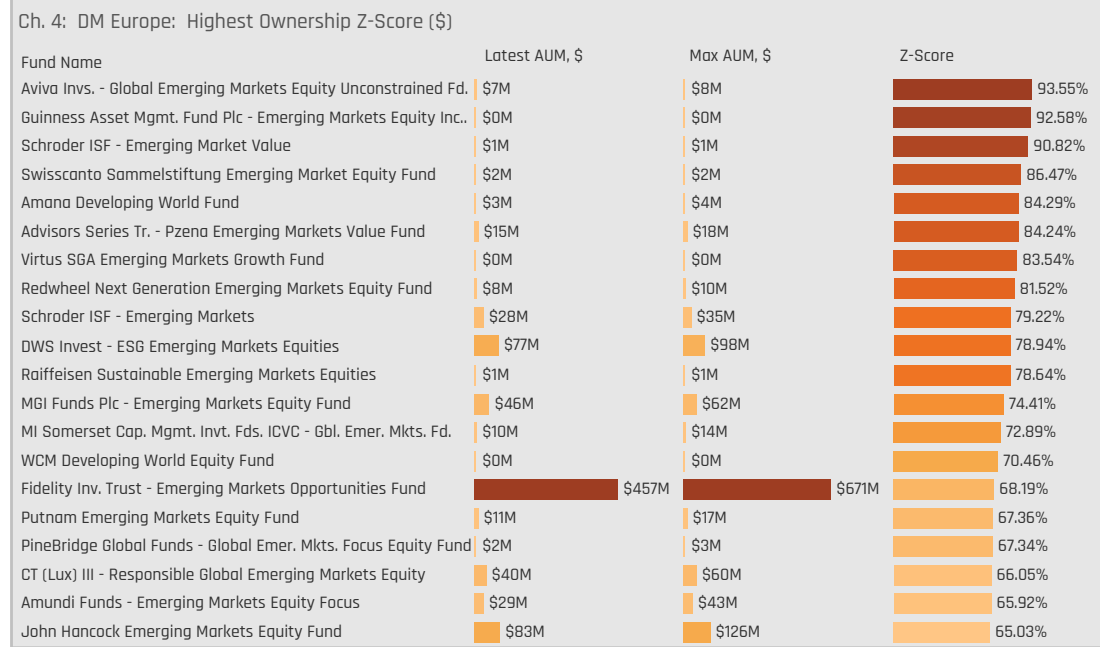 Ch. 4: DM Europe: Highest Ownership Z-Score ($)
Fund Name Latest AUM, $ Max AUM, $ Z-Score
Aviva Invs. - Global Emerging Markets Equity Unconstrained Fd. $7M $8M 93.55%
Guinness Asset Mgmt. Fund Plc - Emerging Markets Equity Inc.. $0M $0M 92.58%
Schroder ISF - Emerging Market Value $1M $1M 90.82%
Swisscanto Sammelstiftung Emerging Market Equity Fund $2M $2M 86.47%
Amana Developing World Fund $3M $4M 84.29%
Advisors Series Tr. - Pzena Emerging Markets Value Fund $15M $18M 84.24%
Virtus SGA Emerging Markets Growth Fund $0M $0M 83.54%
Redwheel Next Generation Emerging Markets Equity Fund $8M $10M 81.52%
Schroder ISF - Emerging Markets $28M $35M 79.22%
DWS Invest - ESG Emerging Markets Equities $77M $98M 78.94%
Raiffeisen Sustainable Emerging Markets Equities $1M $1M 78.64%
MGI Funds Plc - Emerging Markets Equity Fund $46M $62M 74.41%
MI Somerset Cap. Mgmt. Invt. Fds. ICVC - Gbl. Emer. Mkts. Fd. $10M $14M 72.89%
WCM Developing World Equity Fund $0M $0M 70.46%
Fidelity Inv. Trust - Emerging Markets Opportunities Fund $457M $671M 68.19%
Putnam Emerging Markets Equity Fund $11M $17M 67.36%
PineBridge Global Funds - Global Emer. Mkts. Focus Equity Fund $2M $3M 67.34%
CT (Lux) III - Responsible Global Emerging Markets Equity $40M $60M 66.05%
Amundi Funds - Emerging Markets Equity Focus $29M $43M 65.92%
John Hancock Emerging Markets Equity Fund $83M $126M 65.03%